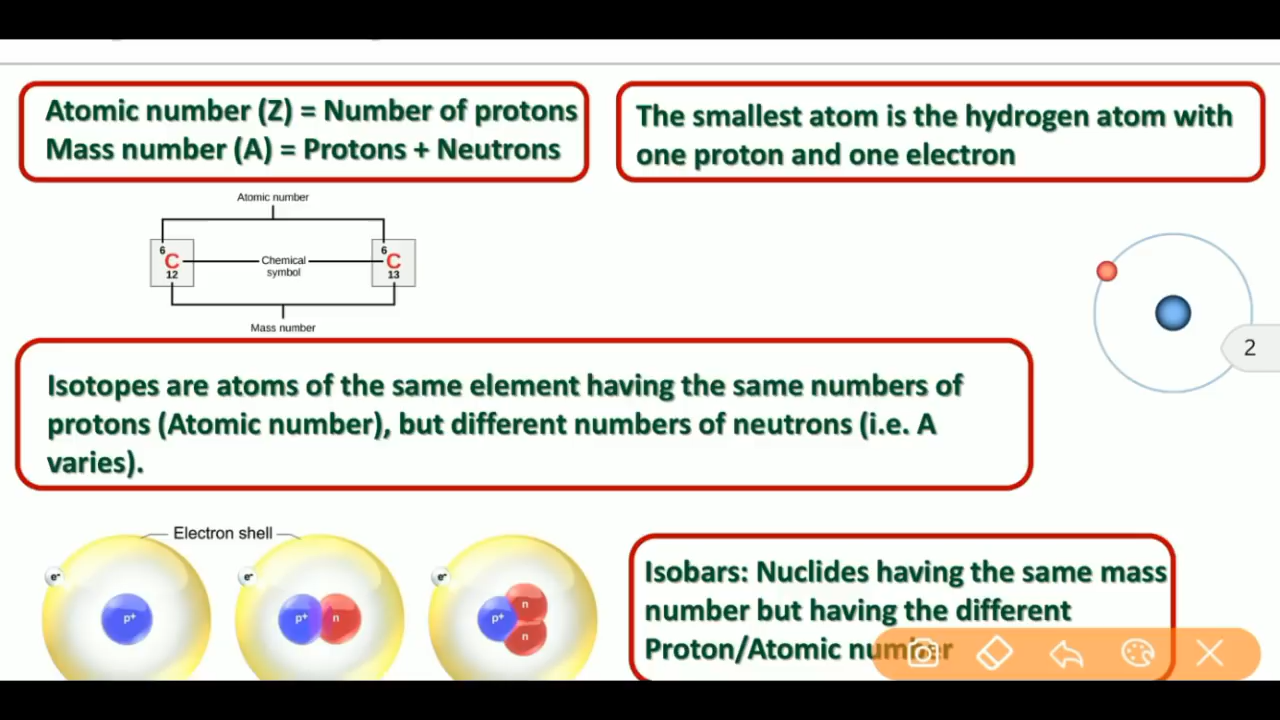 Atomic number (Z) = Number of protons
Mass number (A) = Protons + Neutrons
The smallest atom is the hydrogen atom with
one proton and one electron
Atomic number
6
C
12
Chemical
symbol
6
C
13
Mass number
2
Isotopes are atoms of the same element having the same numbers of
protons (Atomic number), but different numbers of neutrons (i.e. A
varies).
Electron shell
e-
p+
e-
p+ n
e-
p+ n
n
Isobars: Nuclides having the same mass
number but having the different
Proton/Atomic number